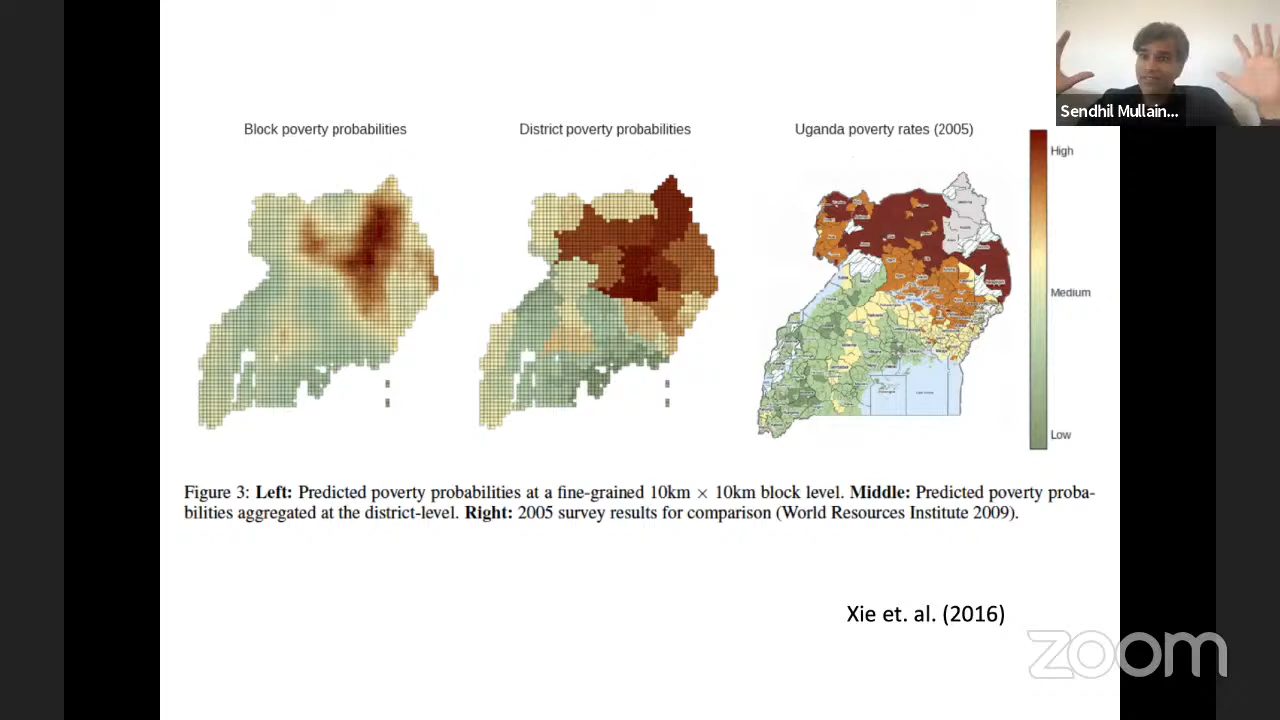 Sendhil Mullain...
Block poverty probabilities
District poverty probabilities
Uganda poverty rates (2005)
High
Medium
Low
Figure 3: Left: Predicted poverty probabilities at a fine-grained 10km × 10km block level. Middle: Predicted poverty proba-
bilities aggregated at the district-level. Right: 2005 survey results for comparison (World Resources Institute 2009).
Xie et. al. (2016)
zoom